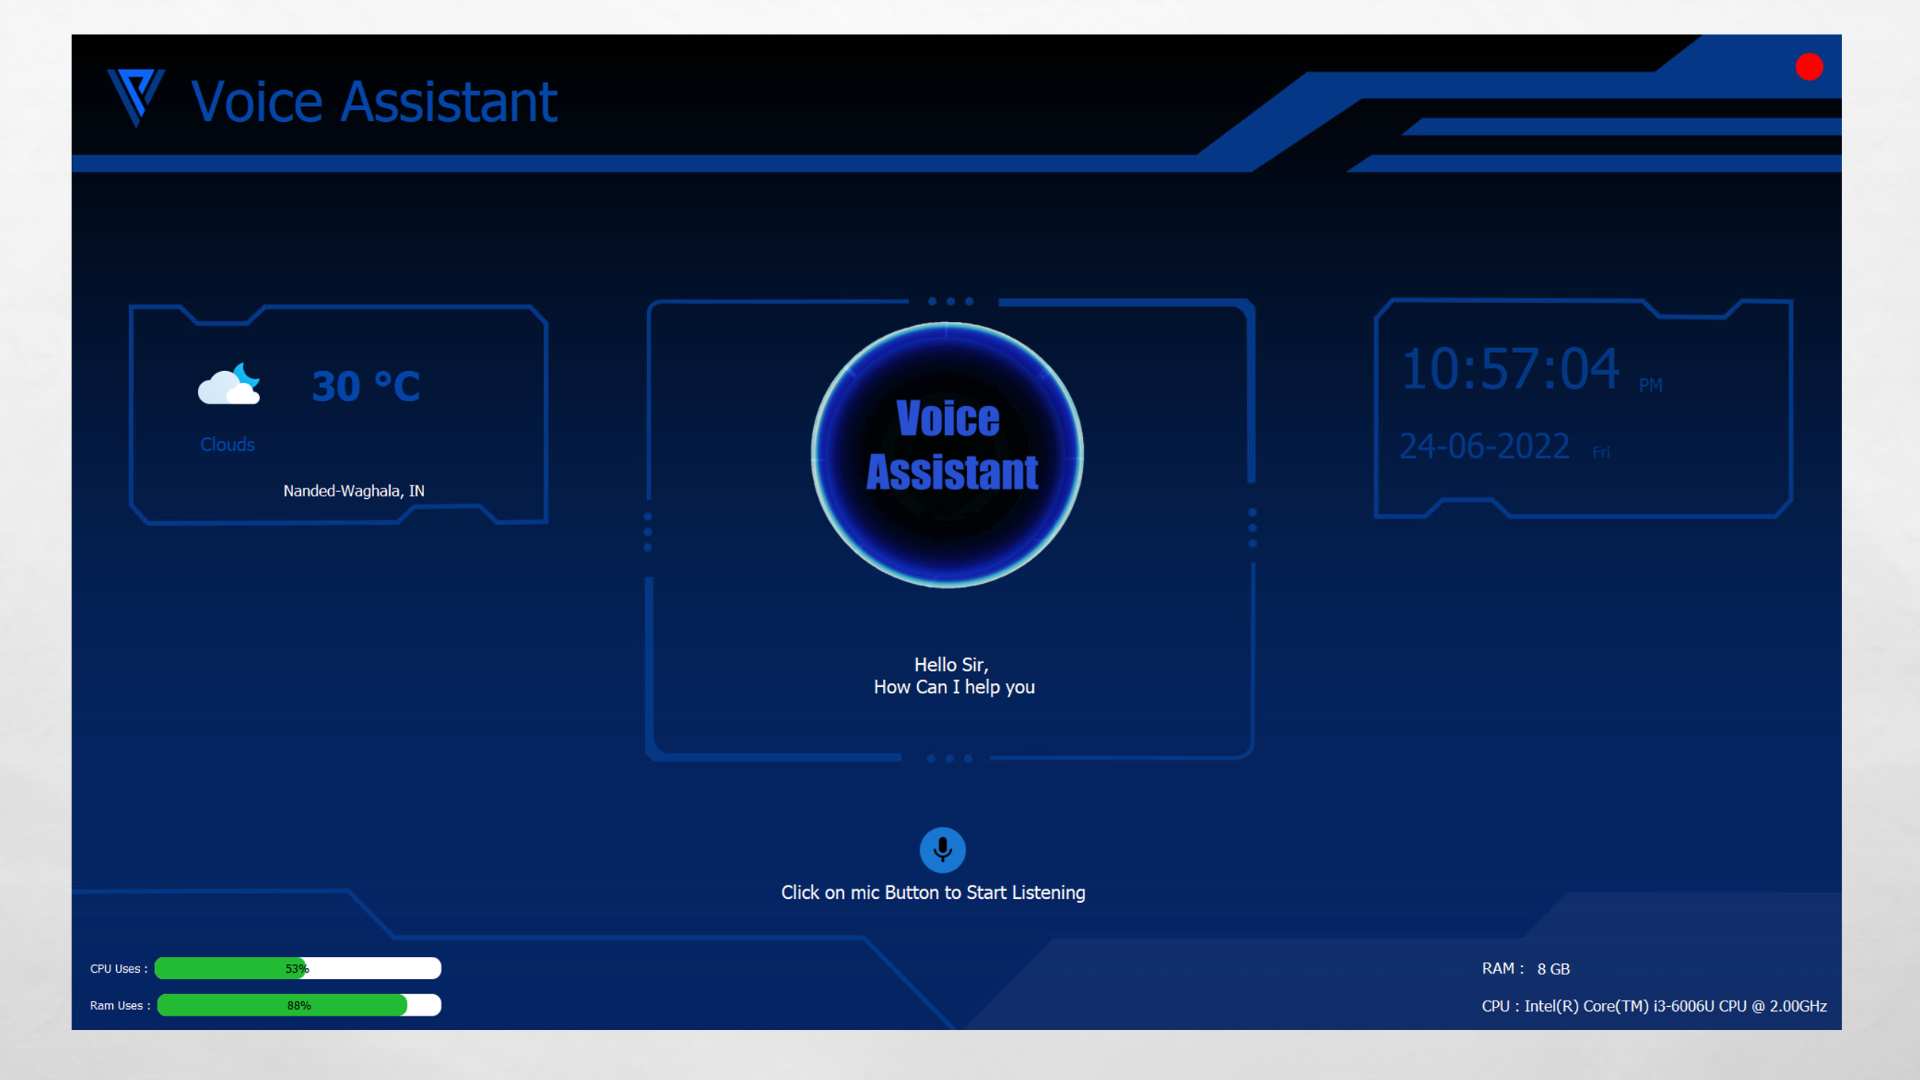 Voice Assistant
30 °C
Clouds
Nanded-Waghala, IN
Voice
Assistant
Hello Sir,
How Can I help you
10:57:04 PM
24-06-2022 Fri
Click on mic Button to Start Listening
CPU Uses : 53%
Ram Uses : 88%
RAM : 8 GB
CPU : Intel(R) Core(TM) i3-6006U CPU @ 2.00GHz